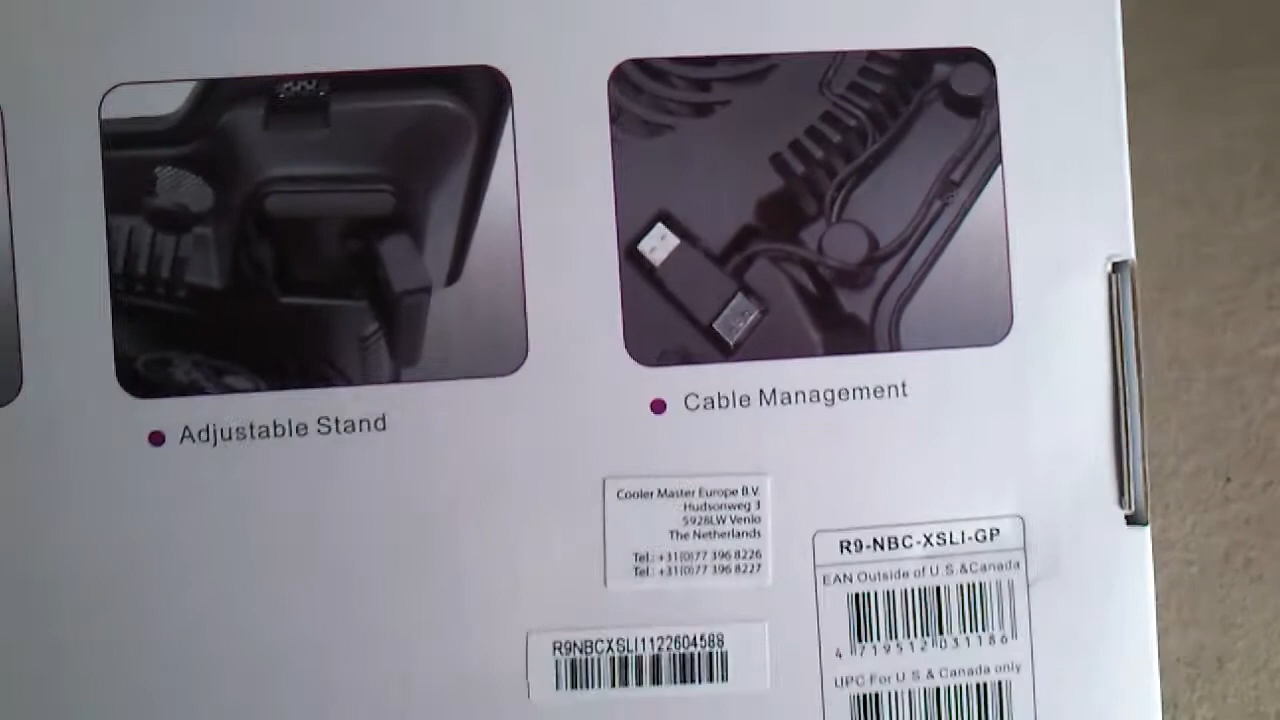 Adjustable Stand
Cable Management
Cooler Master Europe B.V.
Hudsonweg 3
5928LW Venlo
The Netherlands
Tel.: +31(0)77 396 8226
Tel.: +31(0)77 396 8227
R9NBCXSLI1122604588
R9-NBC-XSLI-GP
EAN Outside of U.S.&Canada
4 719512 031186
UPC For U.S.& Canada only